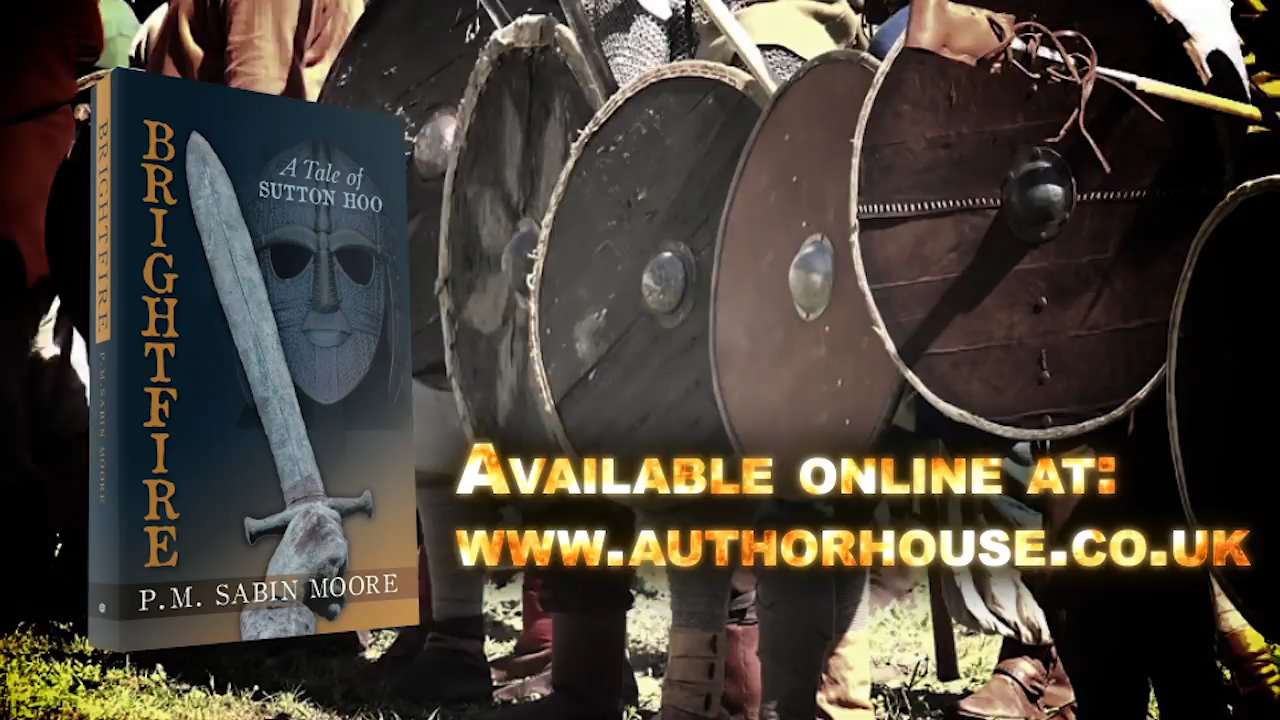 BRIGHTFIRE
P.M. SABIN MOORE
BRIGHTFIRE
A Tale of
SUTTON HOO
P.M. SABIN MOORE
AVAILABLE ONLINE AT:
WWW.AUTHORHOUSE.CO.UK